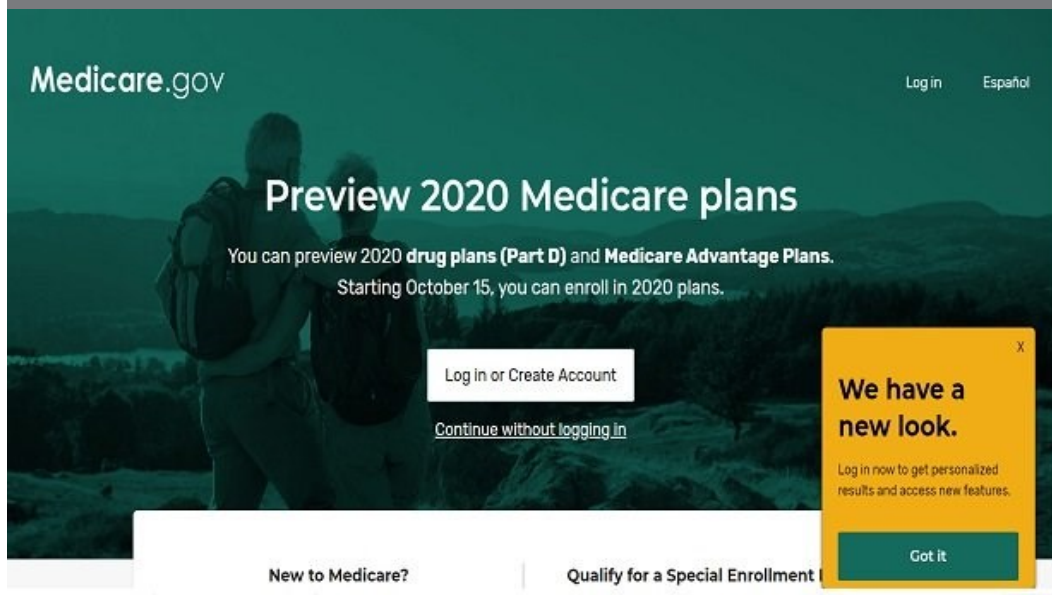 Medicare.gov
Log in
Español
Preview 2020 Medicare plans
You can preview 2020 drug plans (Part D) and Medicare Advantage Plans.
Starting October 15, you can enroll in 2020 plans.
Log in or Create Account
Continue without logging in
X
We have a
new look.
Log in now to get personalized
results and access new features.
Got it
New to Medicare?
Qualify for a Special Enrollment